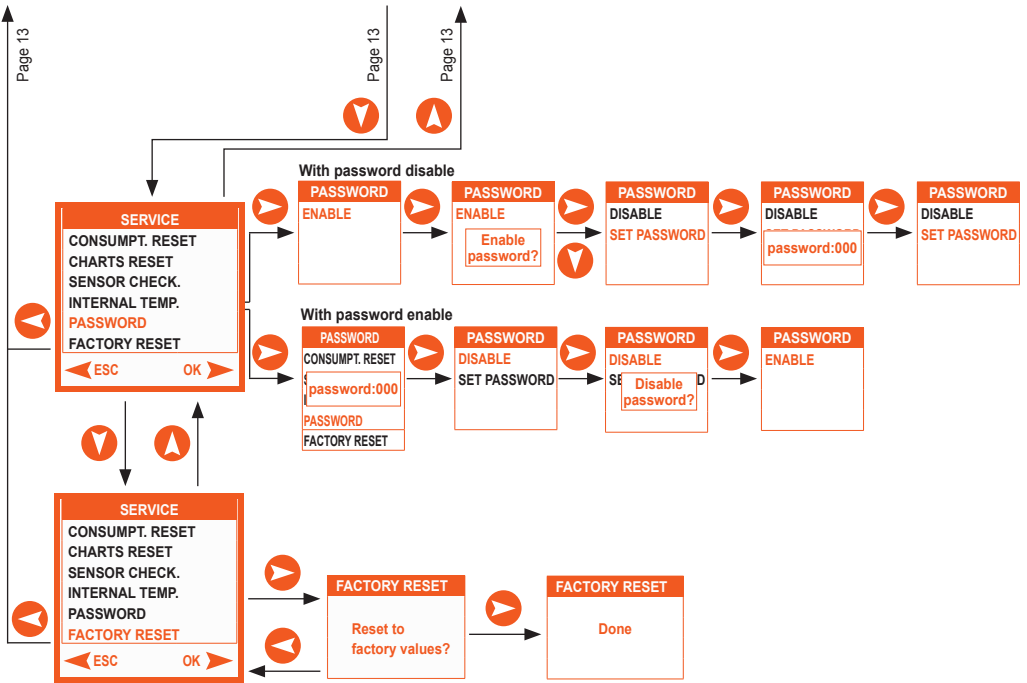 Page 13
Page 13
Page 13
With password disable
PASSWORD
ENABLE
PASSWORD
ENABLE
Enable
password?
PASSWORD
DISABLE
SET PASSWORD
PASSWORD
DISABLE
password:000
PASSWORD
DISABLE
SET PASSWORD
SERVICE
CONSUMPT. RESET
CHARTS RESET
SENSOR CHECK.
INTERNAL TEMP.
PASSWORD
FACTORY RESET
ESC OK
With password enable
PASSWORD
CONSUMPT. RESET
password:000
PASSWORD
FACTORY RESET
PASSWORD
DISABLE
SET PASSWORD
PASSWORD
DISABLE
Disable
password?
PASSWORD
ENABLE
SERVICE
CONSUMPT. RESET
CHARTS RESET
SENSOR CHECK.
INTERNAL TEMP.
PASSWORD
FACTORY RESET
ESC OK
FACTORY RESET
Reset to
factory values?
FACTORY RESET
Done